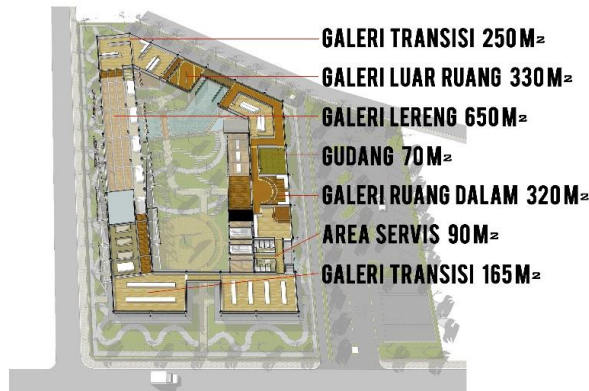 GALERI TRANSISI 250M²
GALERI LUAR RUANG 330M²
GALERI LERENG 650M²
GUDANG 70M²
GALERI RUANG DALAM 320M²
AREA SERVIS 90M²
GALERI TRANSISI 165M²